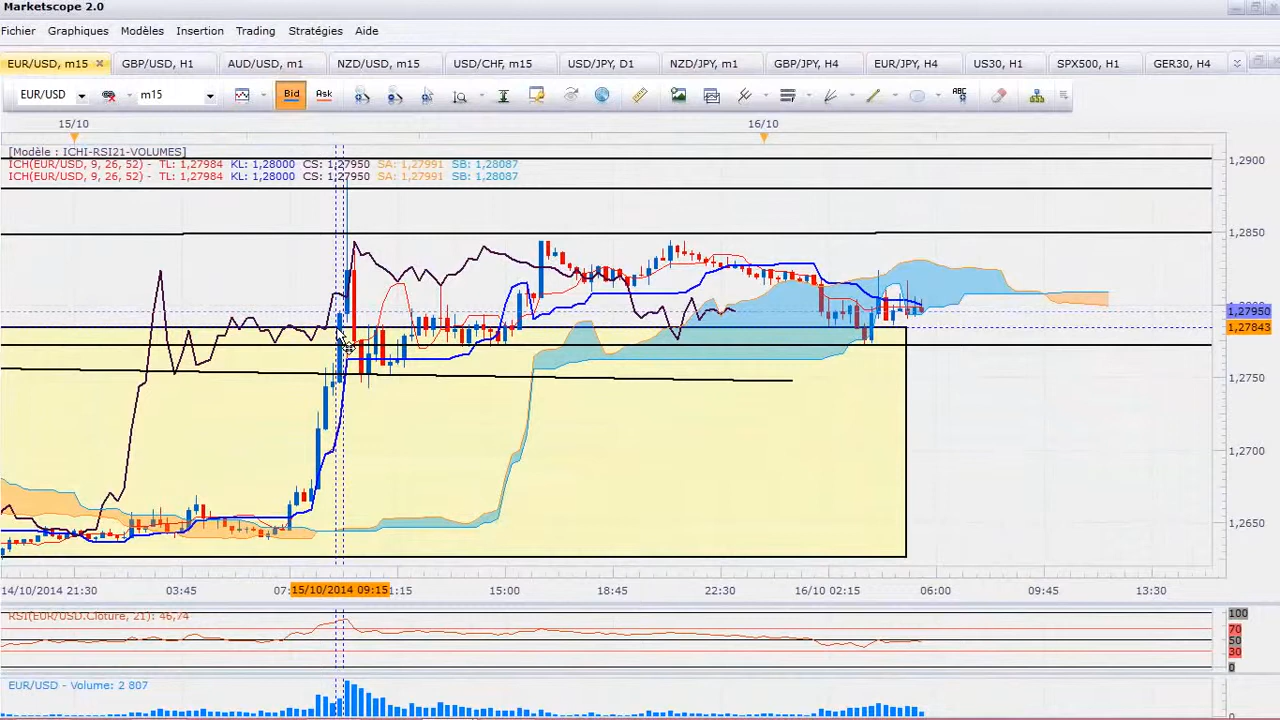 Marketscope 2.0
Fichier Graphiques Modèles Insertion Trading Stratégies Aide
EUR/USD, m15 GBP/USD, H1 AUD/USD, m1 NZD/USD, m15 USD/CHF, m15 USD/JPY, D1 NZD/JPY, m1 GBP/JPY, H4 EUR/JPY, H4 US30, H1 SPX500, H1 GER30, H4
EUR/USD m15 Bid Ask ABC
15/10 16/10
[Modèle : ICHI-RSI21-VOLUMES]
ICH(EUR/USD, 9, 26, 52) - TL: 1,27984 KL: 1,28000 CS: 1,27950 SA: 1,27991 SB: 1,28087
ICH(EUR/USD, 9, 26, 52) - TL: 1,27984 KL: 1,28000 CS: 1,27950 SA: 1,27991 SB: 1,28087
1,2900
1,2850
1,27950
1,27843
1,2750
1,2700
1,2650
14/10/2014 21:30 03:45 07: 15/10/2014 09:15 1:15 15:00 18:45 22:30 16/10 02:15 06:00 09:45 13:30
RSI(EUR/USD.Clôture, 21): 46,74
100
70
50
30
0
EUR/USD - Volume: 2 807
0